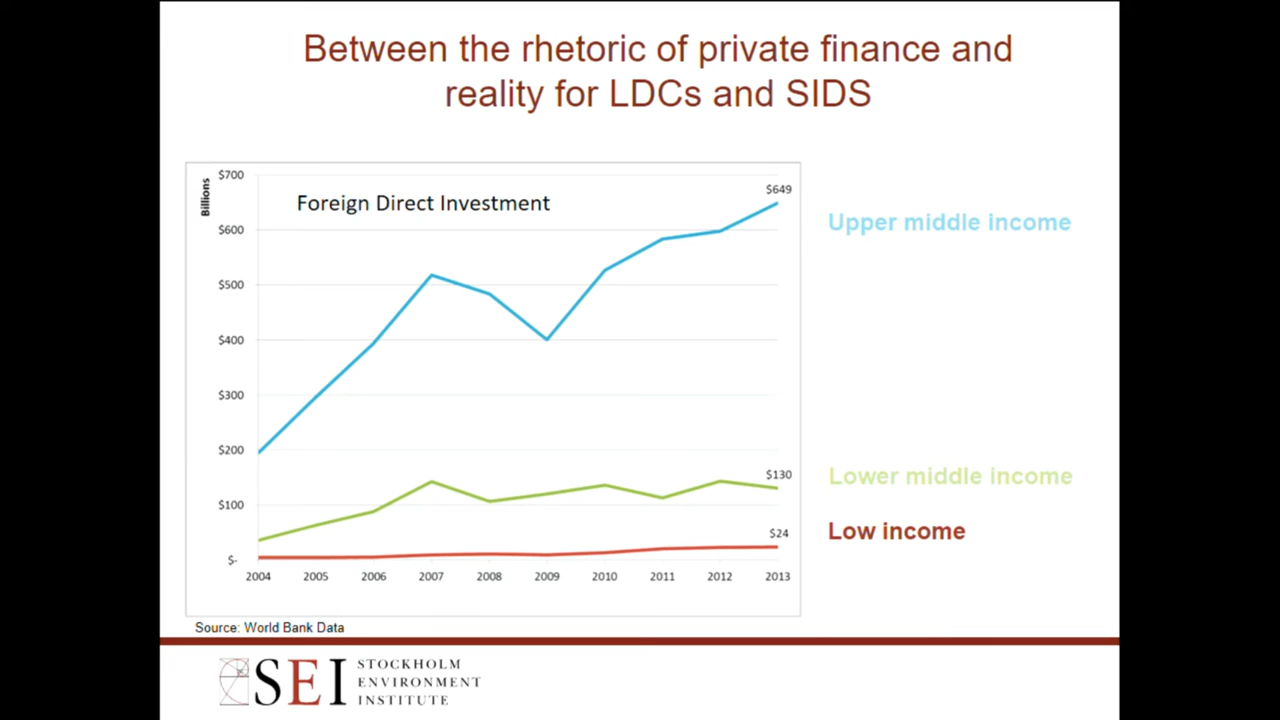 Between the rhetoric of private finance and
reality for LDCs and SIDS
Billions
Foreign Direct Investment
$700
$600
$500
$400
$300
$200
$100
$-
$649
$130
$24
2004 2005 2006 2007 2008 2009 2010 2011 2012 2013
Upper middle income
Lower middle income
Low income
Source: World Bank Data
SEI
STOCKHOLM
ENVIRONMENT
INSTITUTE